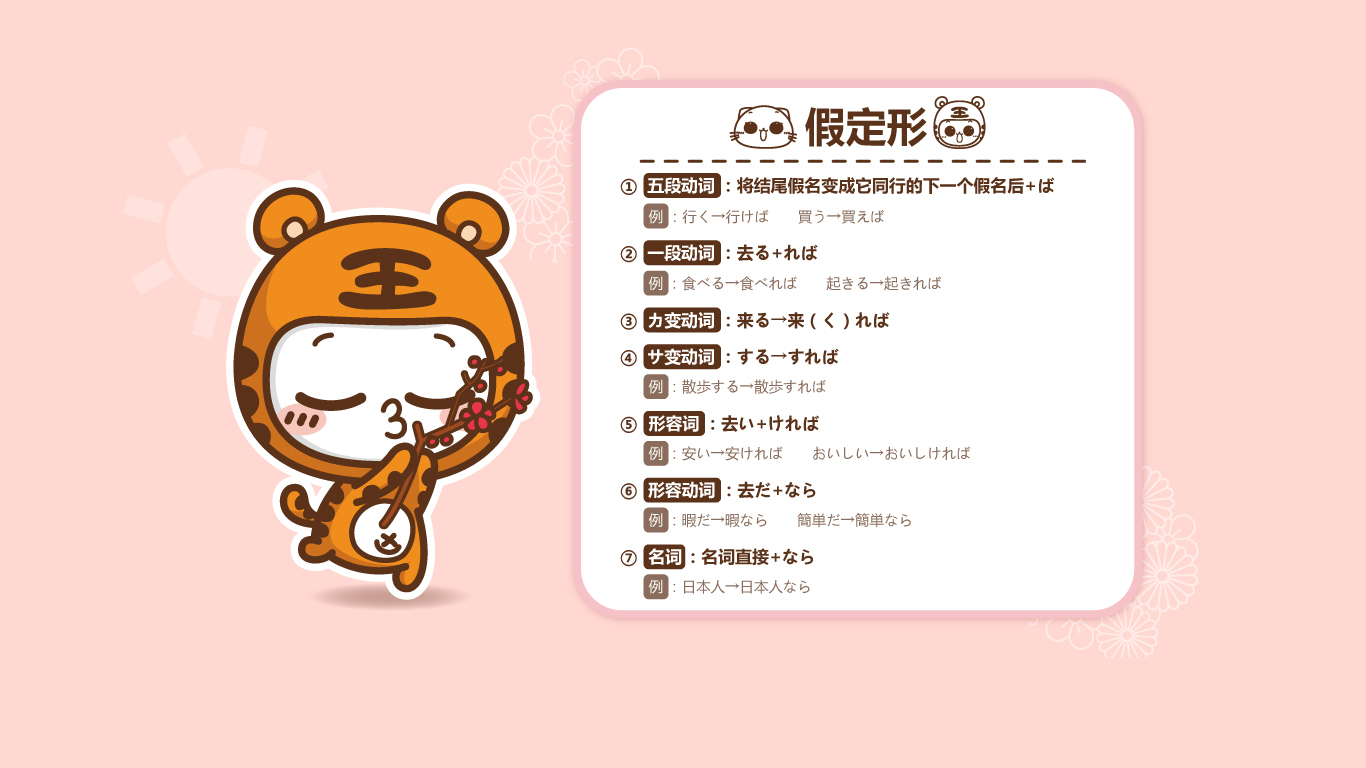 假定形
① 五段动词：将结尾假名变成它同行的下一个假名后+ば
例：行く→行けば　　買う→買えば
② 一段动词：去る+れば
例：食べる→食べれば　　起きる→起きれば
③ カ变动词：来る→来（く）れば
④ サ变动词：する→すれば
例：散歩する→散歩すれば
⑤ 形容词：去い+ければ
例：安い→安ければ　　おいしい→おいしければ
⑥ 形容动词：去だ+なら
例：暇だ→暇なら　　簡単だ→簡単なら
⑦ 名词：名词直接+なら
例：日本人→日本人なら
王
王